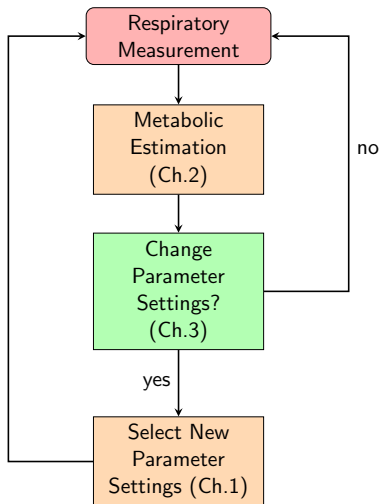 Respiratory
Measurement
Metabolic
Estimation
(Ch.2)
no
Change
Parameter
Settings?
(Ch.3)
yes
Select New
Parameter
Settings (Ch.1)